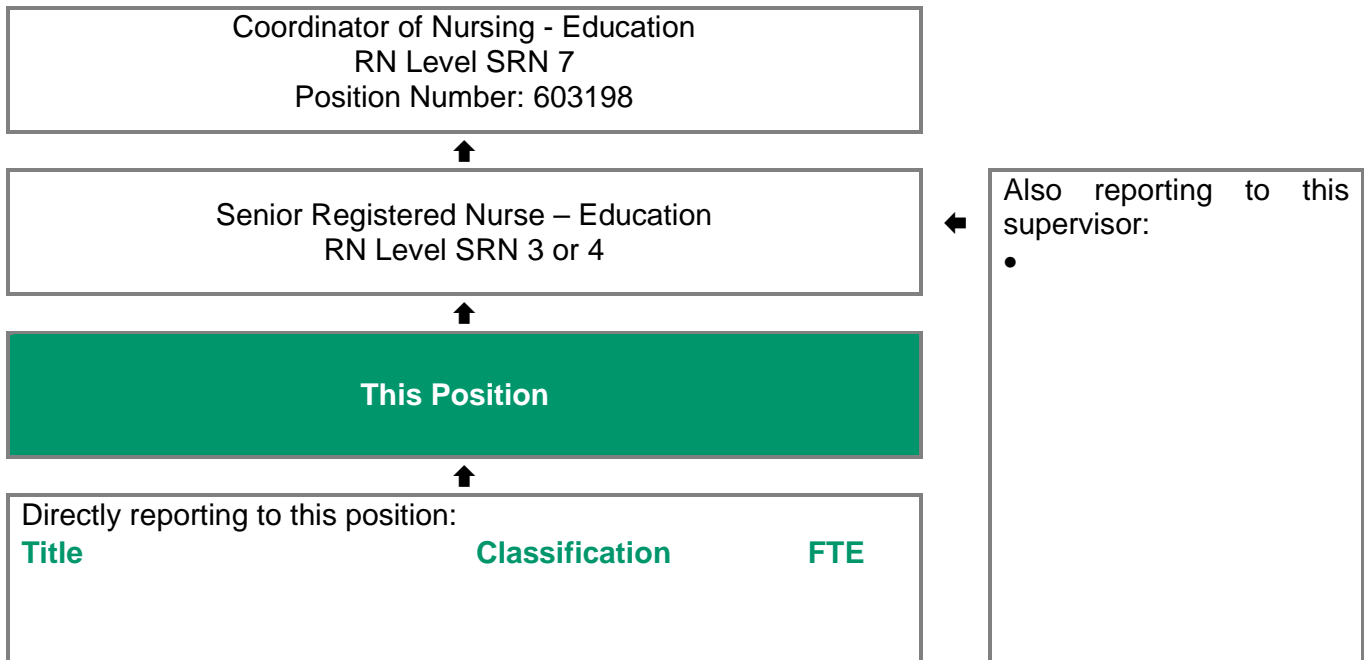 Coordinator of Nursing - Education
RN Level SRN 7
Position Number: 603198
Senior Registered Nurse – Education
RN Level SRN 3 or 4
Also reporting to this
supervisor:
•
This Position
Directly reporting to this position:
Title Classification FTE